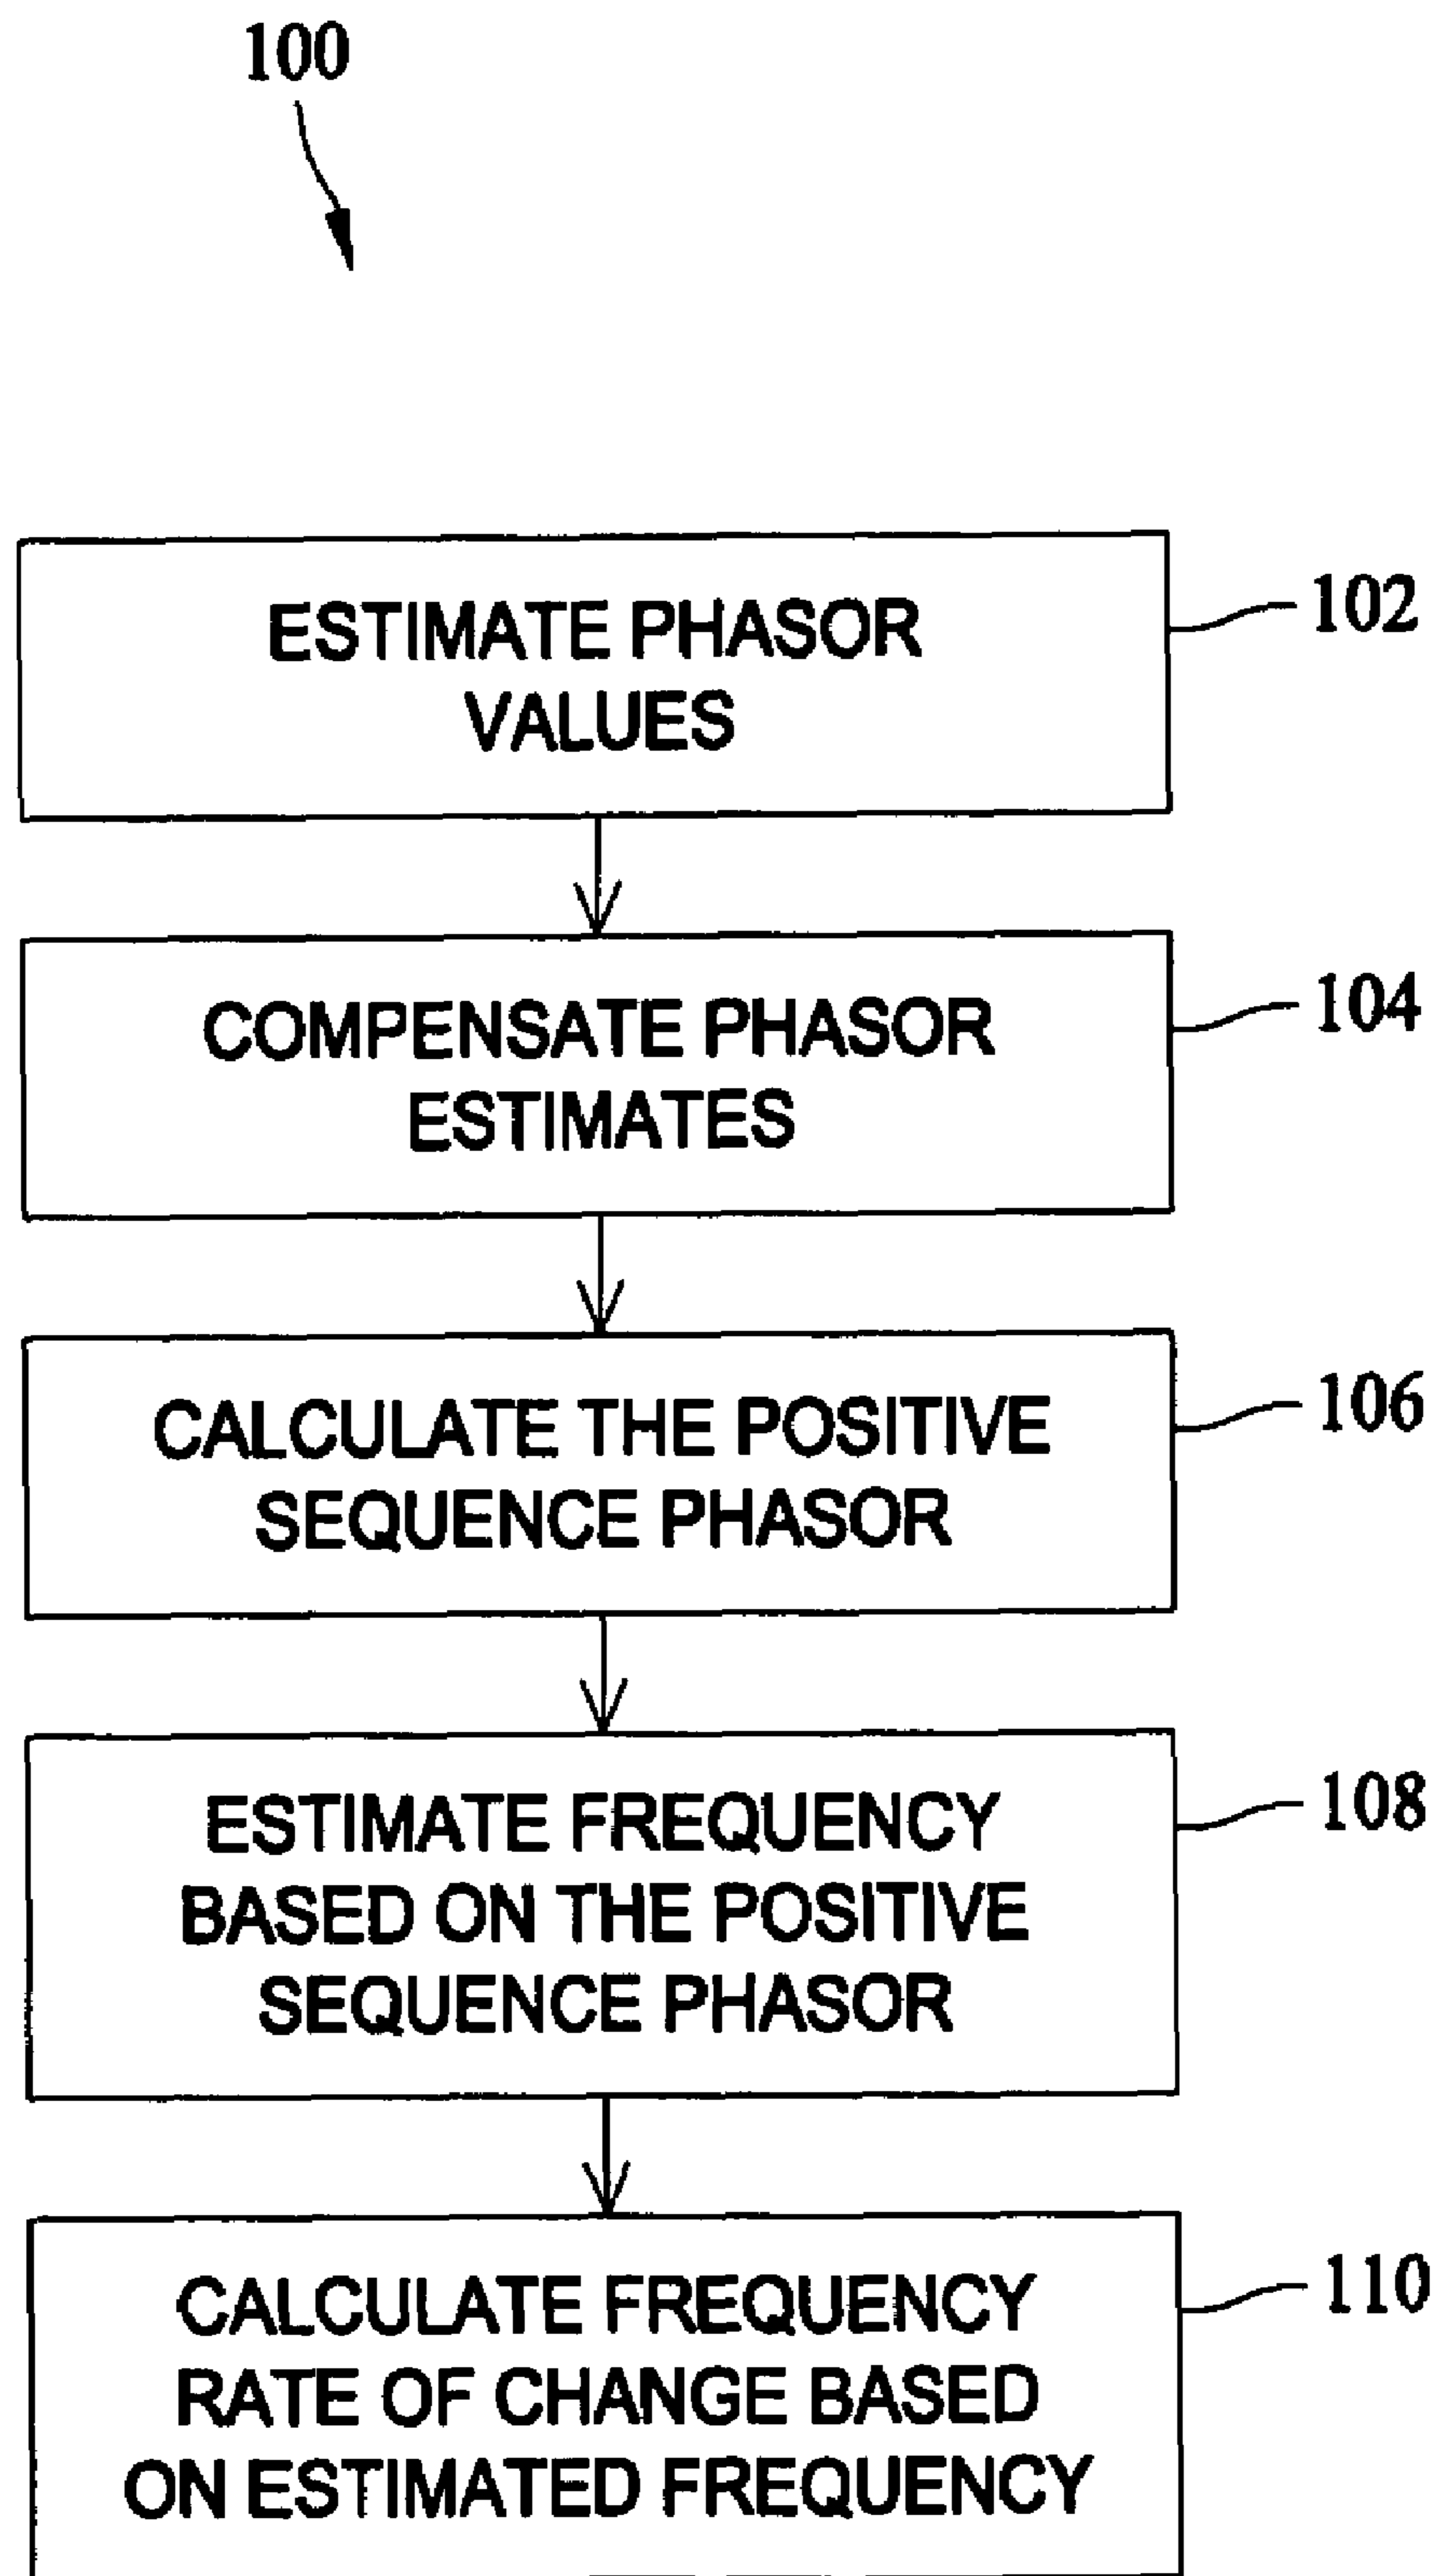 100
ESTIMATE PHASOR
VALUES
102
COMPENSATE PHASOR
ESTIMATES
104
CALCULATE THE POSITIVE
SEQUENCE PHASOR
106
ESTIMATE FREQUENCY
BASED ON THE POSITIVE
SEQUENCE PHASOR
108
CALCULATE FREQUENCY
RATE OF CHANGE BASED
ON ESTIMATED FREQUENCY
110